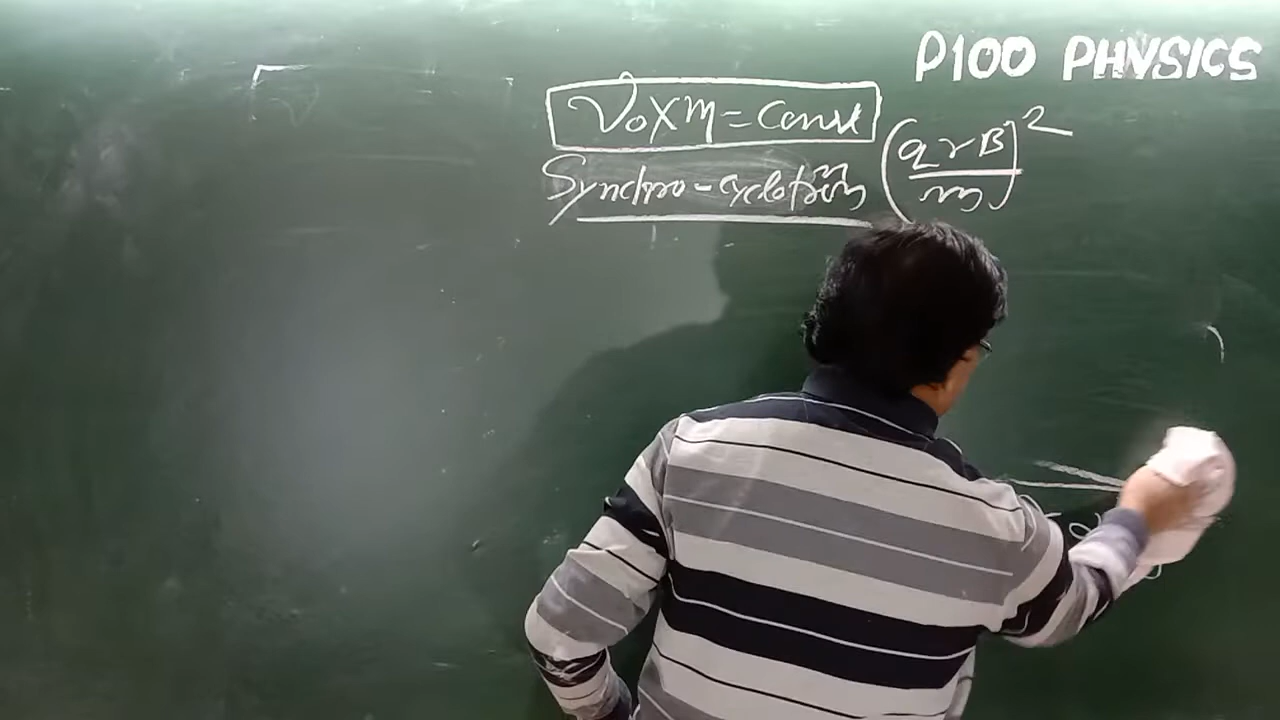 P100 PHYSICS
ν₀ x m = Const
Synchro-cyclotron
(qrB/m)²